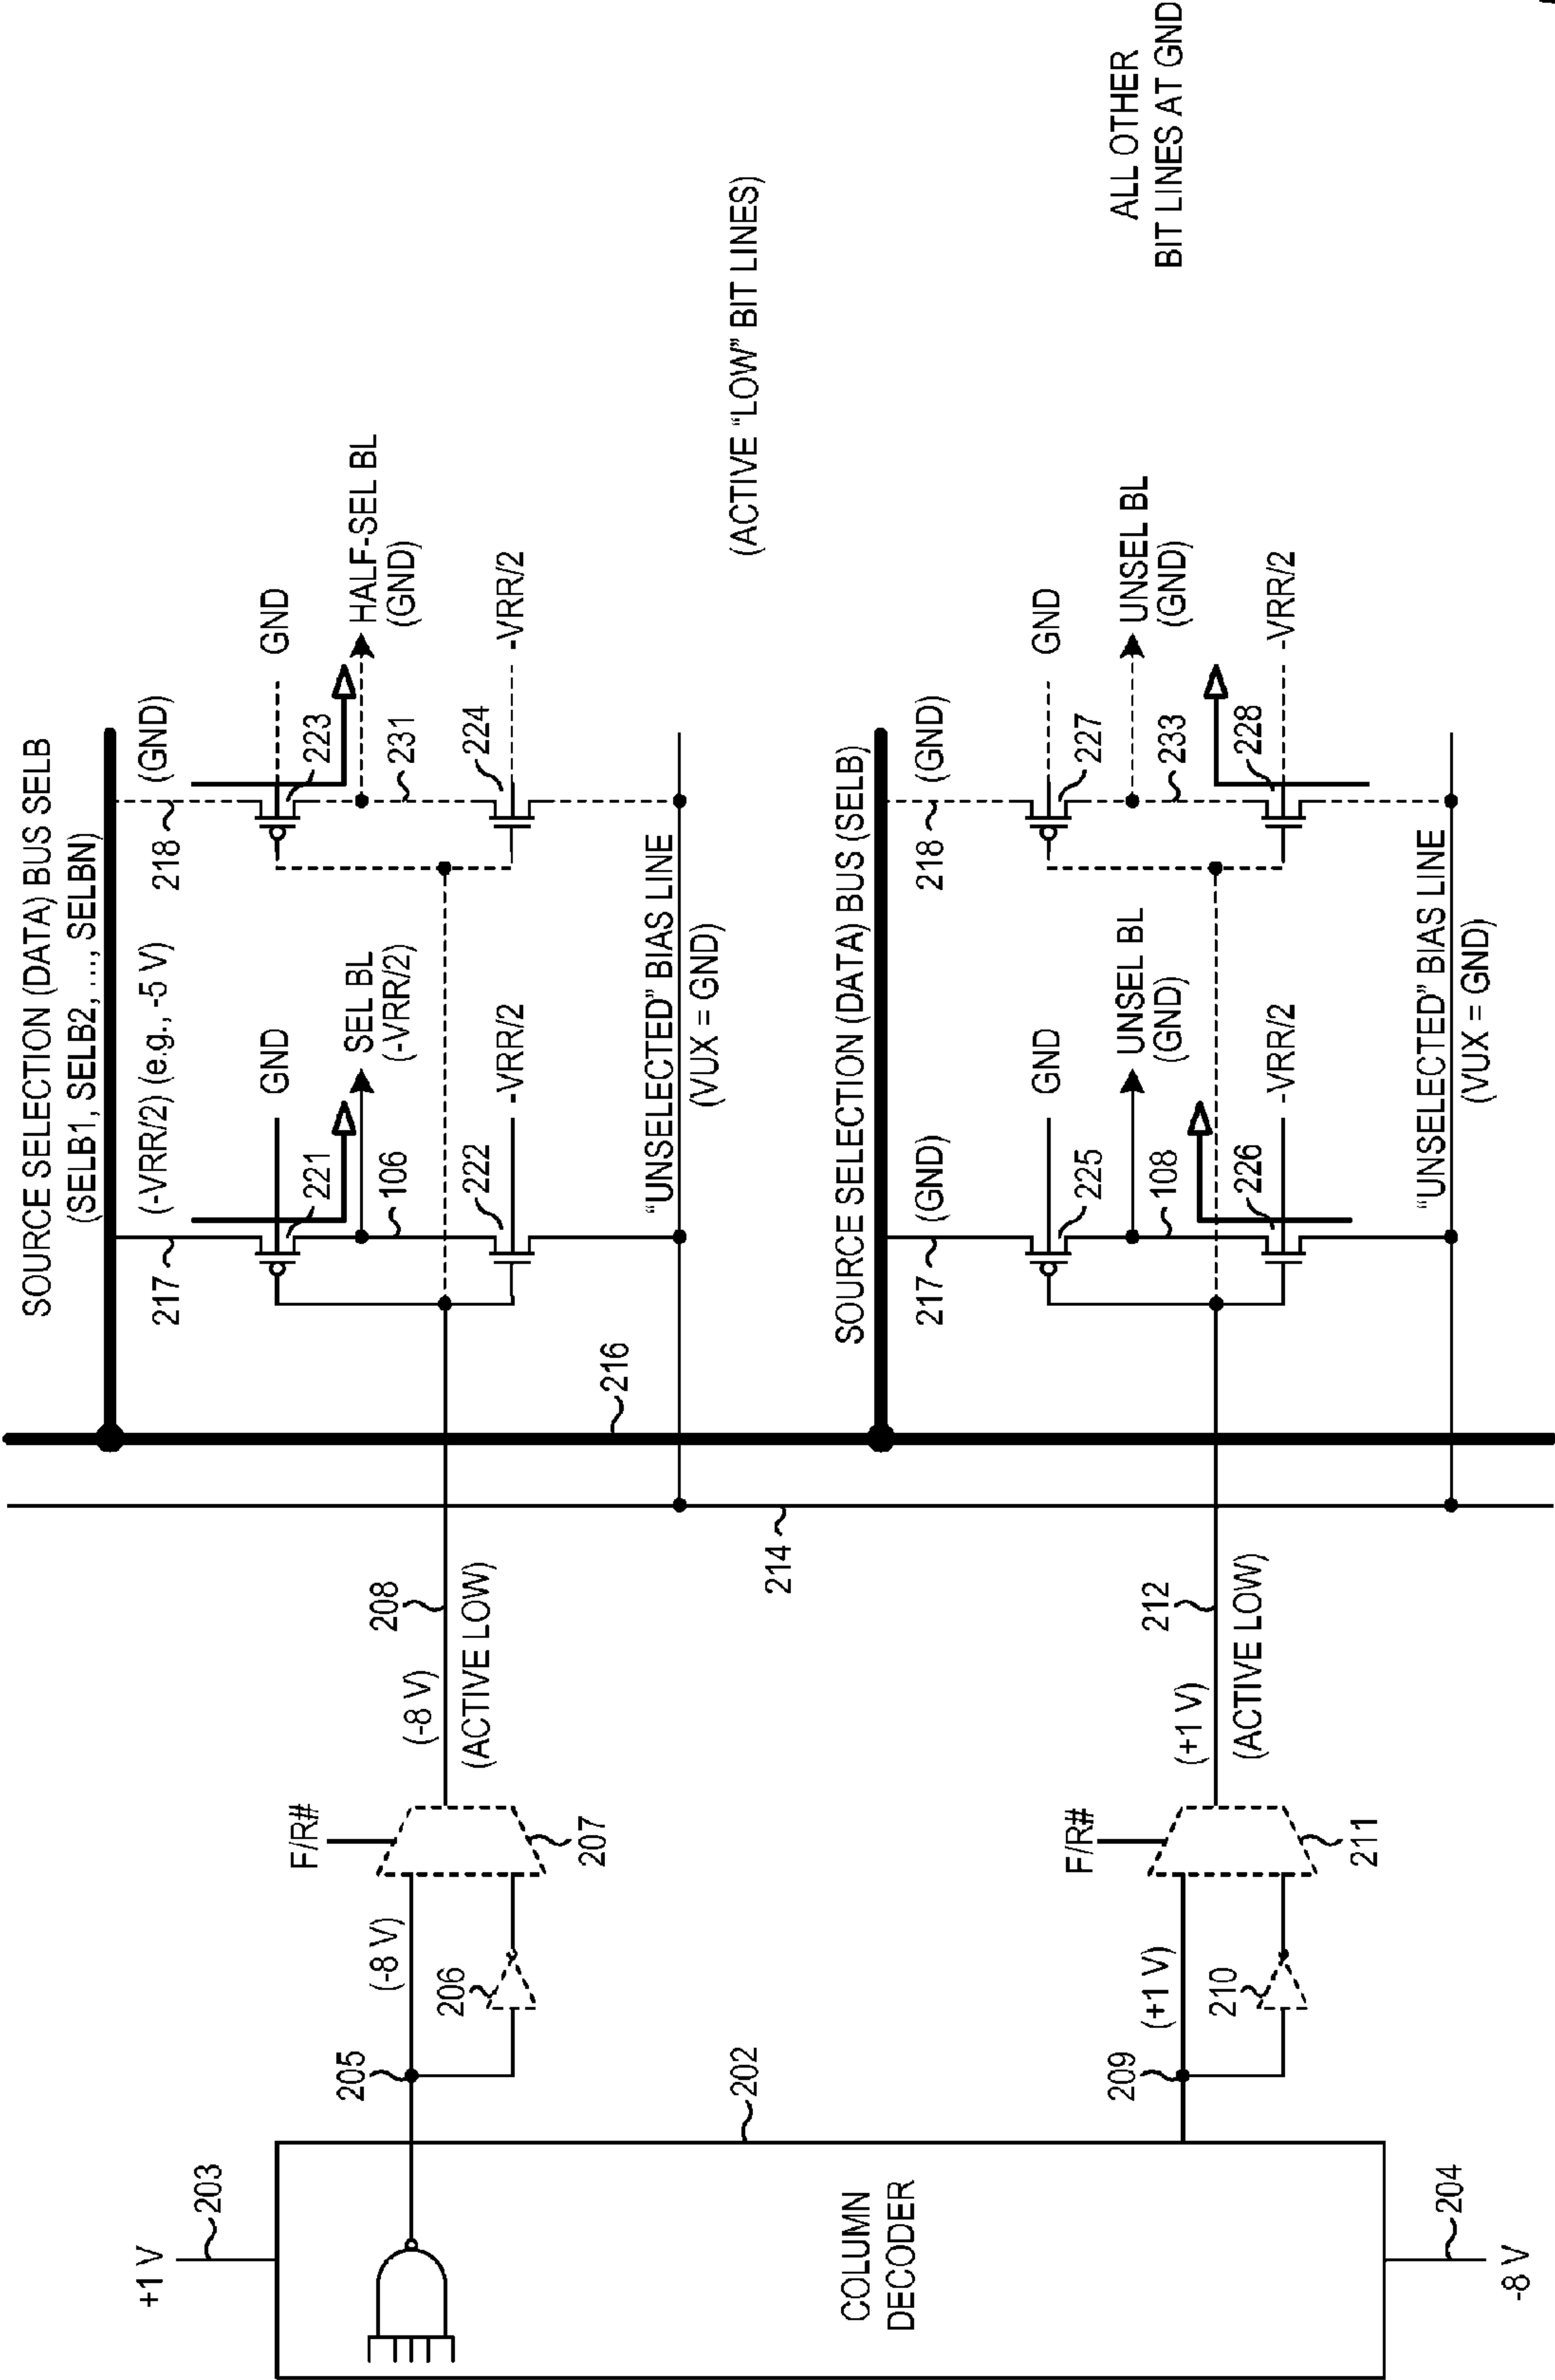 SOURCE SELECTION (DATA) BUS SELB
(SELB1, SELB2, ..., SELBN)
+1 V
203
205
(-8 V)
206
F/R#
207
(-8 V)
208
(ACTIVE LOW)
217
(-VRR/2) (e.g., -5 V)
GND
221
SEL BL
(-VRR/2)
106
222
-VRR/2
218
(GND)
GND
223
HALF-SEL BL
(GND)
231
224
-VRR/2
216
"UNSELECTED" BIAS LINE
(VUX = GND)
(ACTIVE "LOW" BIT LINES)
COLUMN
DECODER
202
214
SOURCE SELECTION (DATA) BUS (SELB)
209
(+1 V)
210
F/R#
211
(+1 V)
212
(ACTIVE LOW)
217
(GND)
GND
225
UNSEL BL
(GND)
108
226
-VRR/2
218
(GND)
GND
227
UNSEL BL
(GND)
233
228
-VRR/2
ALL OTHER
BIT LINES AT GND
"UNSELECTED" BIAS LINE
(VUX = GND)
204
-8 V